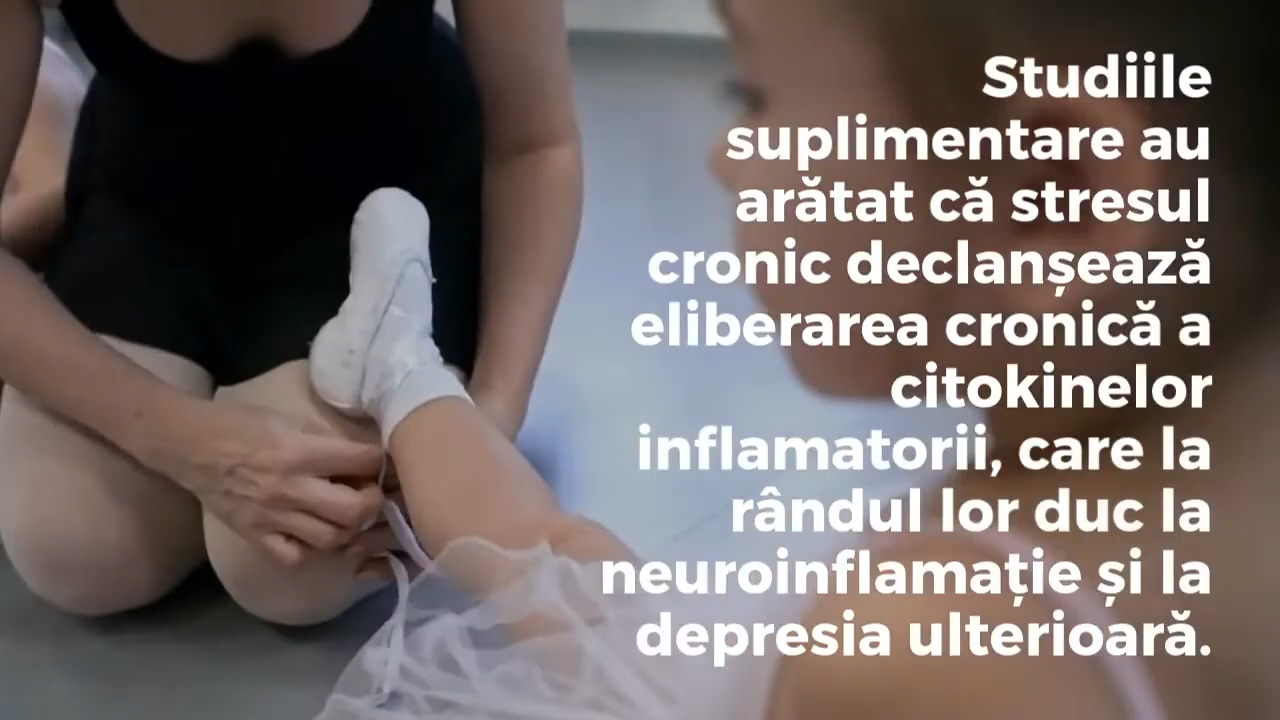 Studiile
suplimentare au
arătat că stresul
cronic declanșează
eliberarea cronică a
citokinelor
inflamatorii, care la
rândul lor duc la
neuroinflamație și la
depresia ulterioară.